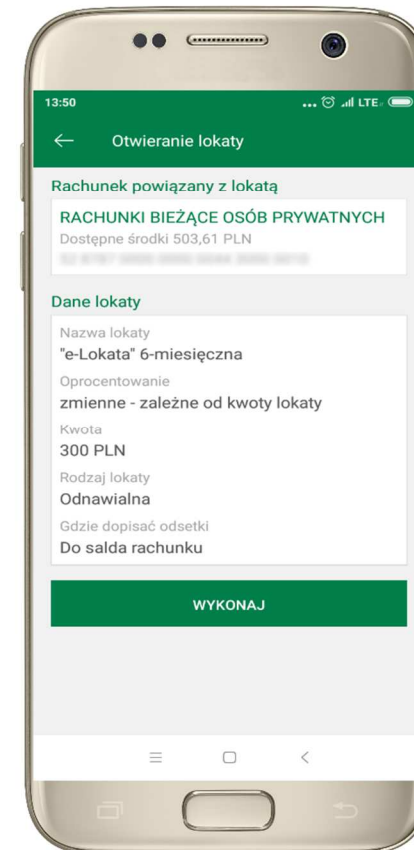 13:50
... LTE
Otwieranie lokaty
Rachunek powiązany z lokatą
RACHUNKI BIEŻĄCE OSÓB PRYWATNYCH
Dostępne środki 503,61 PLN
Dane lokaty
Nazwa lokaty
"e-Lokata" 6-miesięczna
Oprocentowanie
zmienne - zależne od kwoty lokaty
Kwota
300 PLN
Rodzaj lokaty
Odnawialna
Gdzie dopisać odsetki
Do salda rachunku
WYKONAJ